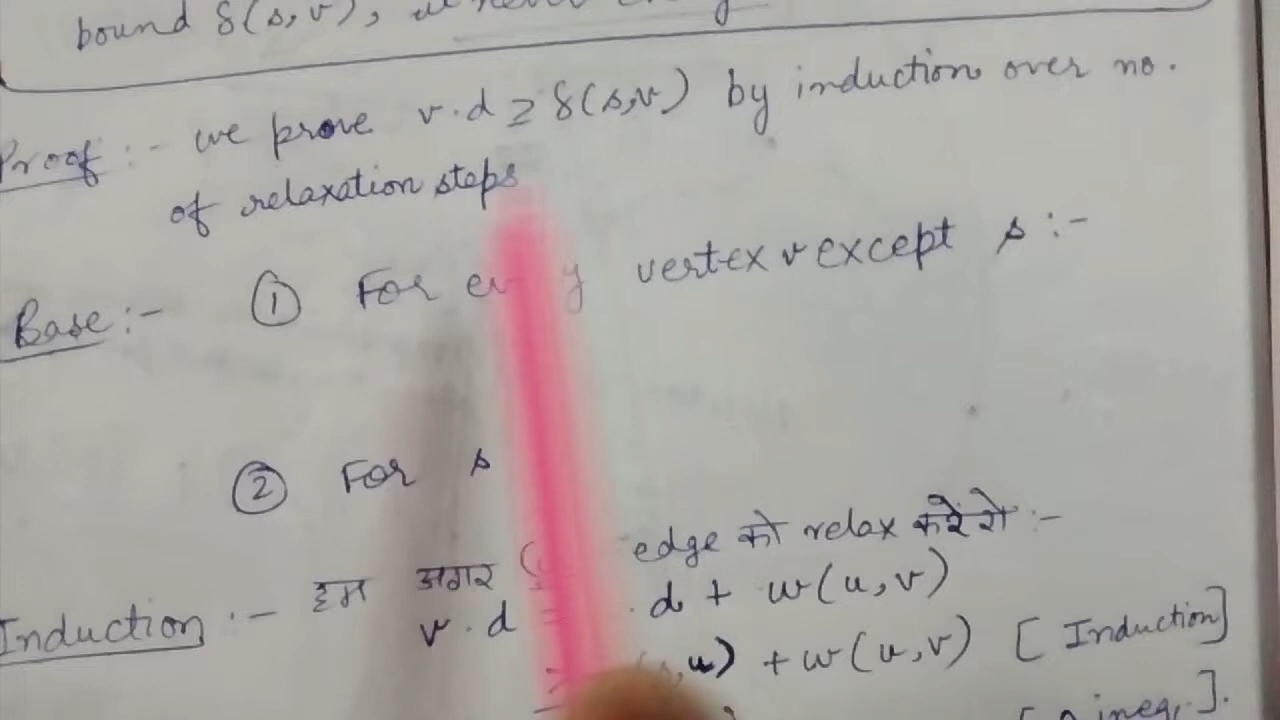 bound δ(s,v),
Proof :- we prove v.d ≥ δ(s,v) by induction over no.
of relaxation steps
Base :- ① For vertex v except s :-
② For s
Induction :- हम अगर edge को relax करेंगे :-
v.d = .d + w(u,v)
,u) + w(u,v) [ Induction]
ineq. ].